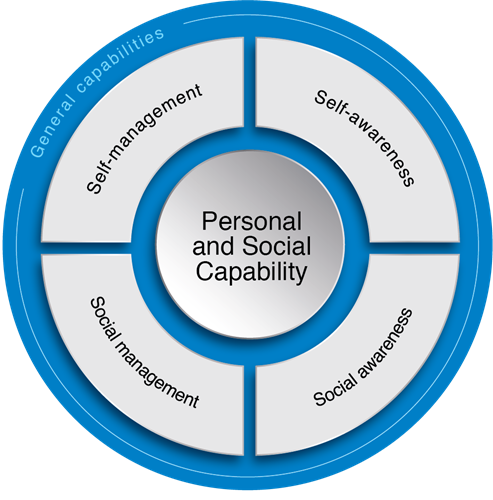 General capabilities
Self-management
Self-awareness
Personal
and Social
Capability
Social management
Social awareness